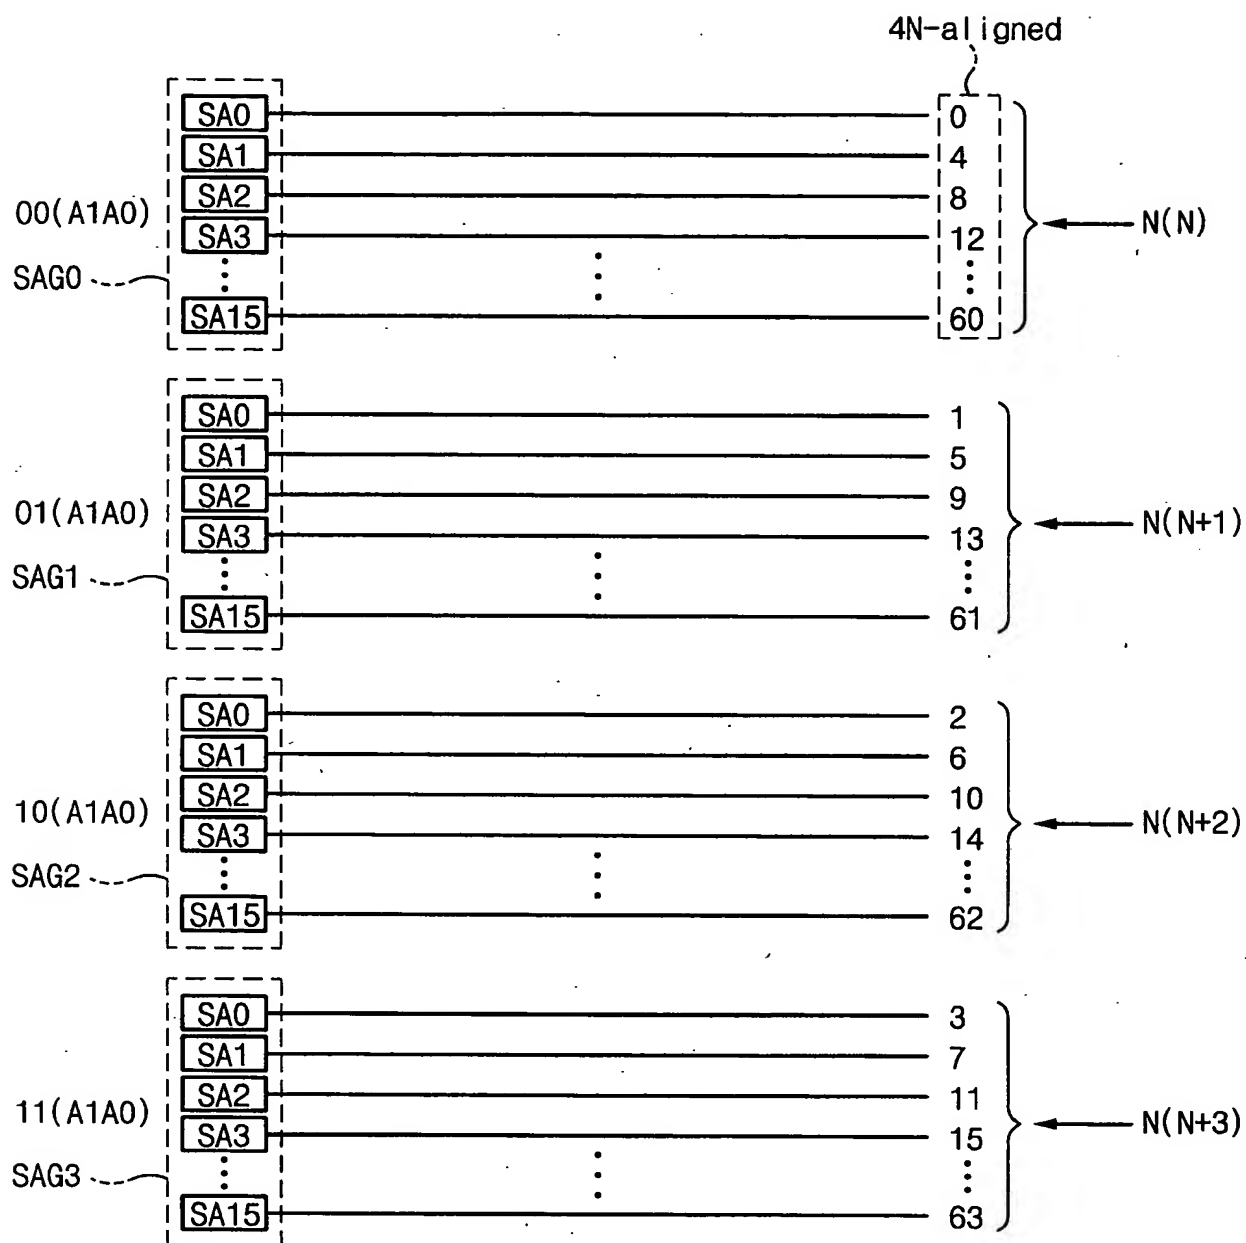 4N-aligned
SA0 0
SA1 4
SA2 8
00(A1A0)
SA3 12
N(N)
SAG0
SA15 60
SA0 1
SA1 5
SA2 9
01(A1A0)
SA3 13
N(N+1)
SAG1
SA15 61
SA0 2
SA1 6
SA2 10
10(A1A0)
SA3 14
N(N+2)
SAG2
SA15 62
SA0 3
SA1 7
SA2 11
11(A1A0)
SA3 15
N(N+3)
SAG3
SA15 63